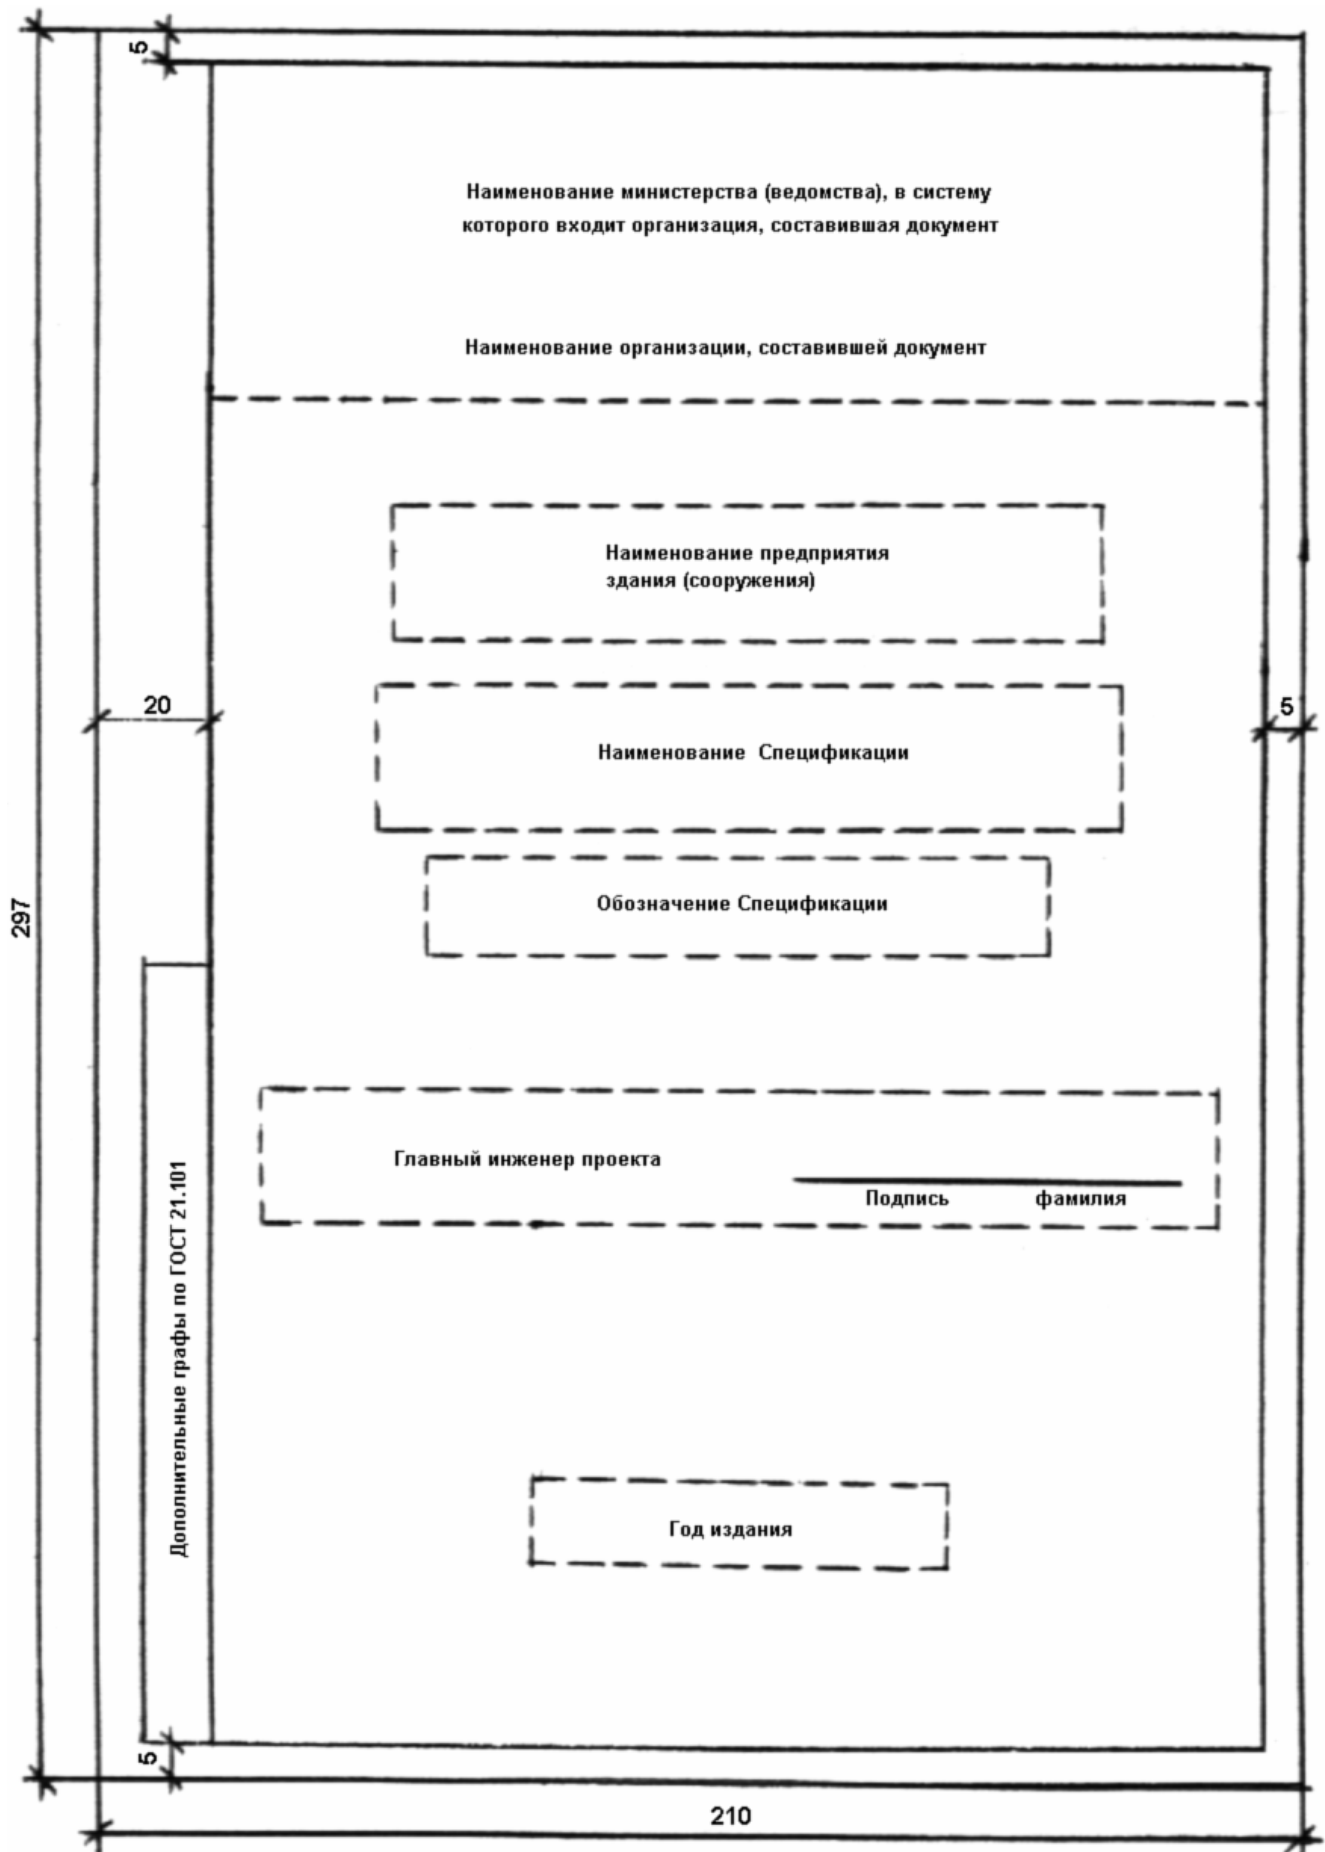 5
Наименование министерства (ведомства), в систему
которого входит организация, составившая документ
Наименование организации, составившей документ
Наименование предприятия
здания (сооружения)
20
5
Наименование Спецификации
297
Обозначение Спецификации
Главный инженер проекта
Подпись фамилия
Дополнительные графы по ГОСТ 21.101
Год издания
5
210